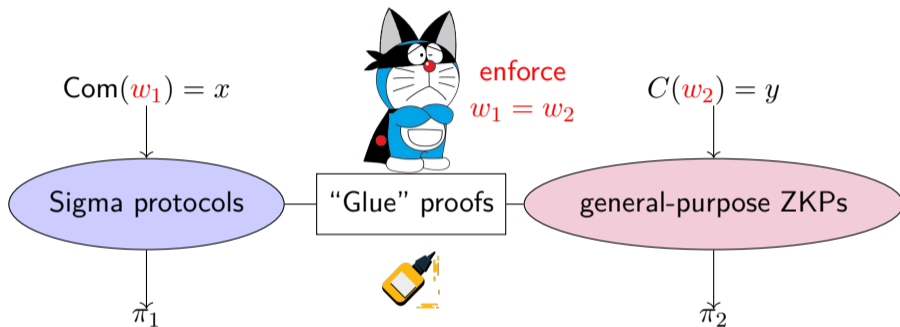 enforce
Com(w₁) = x
w₁ = w₂
C(w₂) = y
Sigma protocols
“Glue” proofs
general-purpose ZKPs
π₁
π₂